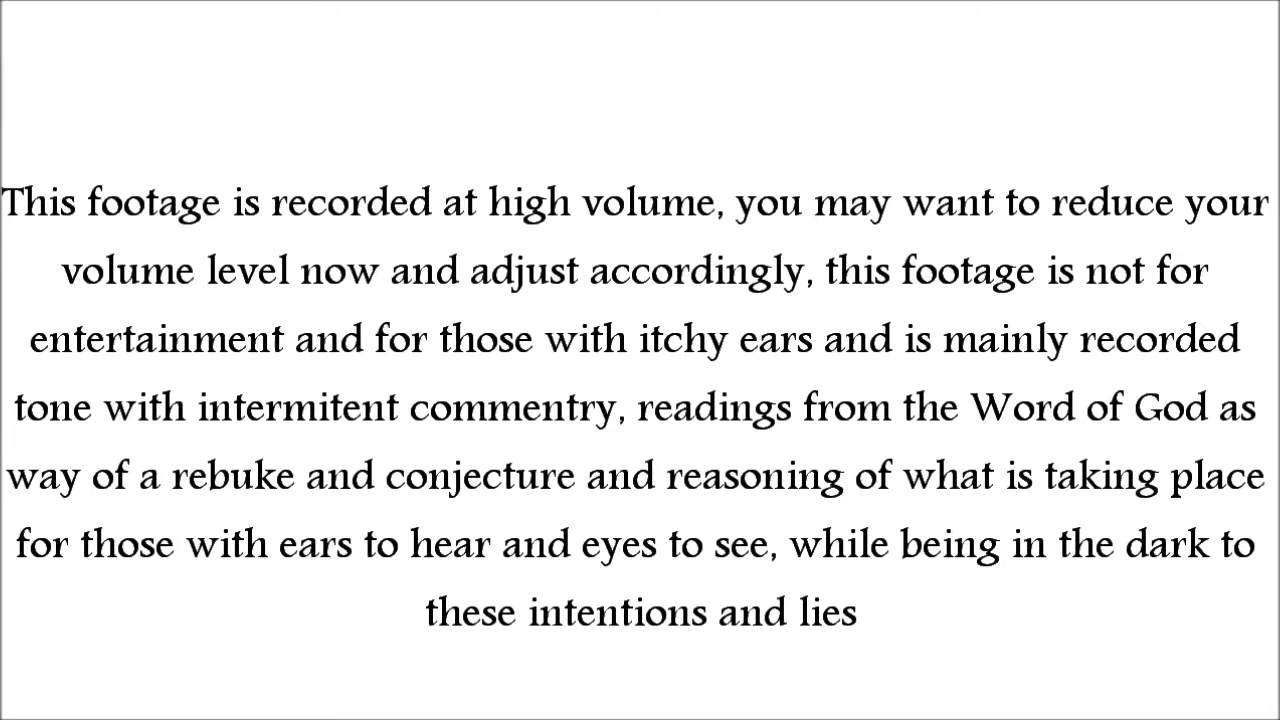 This footage is recorded at high volume, you may want to reduce your
volume level now and adjust accordingly, this footage is not for
entertainment and for those with itchy ears and is mainly recorded
tone with intermitent commentry, readings from the Word of God as
way of a rebuke and conjecture and reasoning of what is taking place
for those with ears to hear and eyes to see, while being in the dark to
these intentions and lies